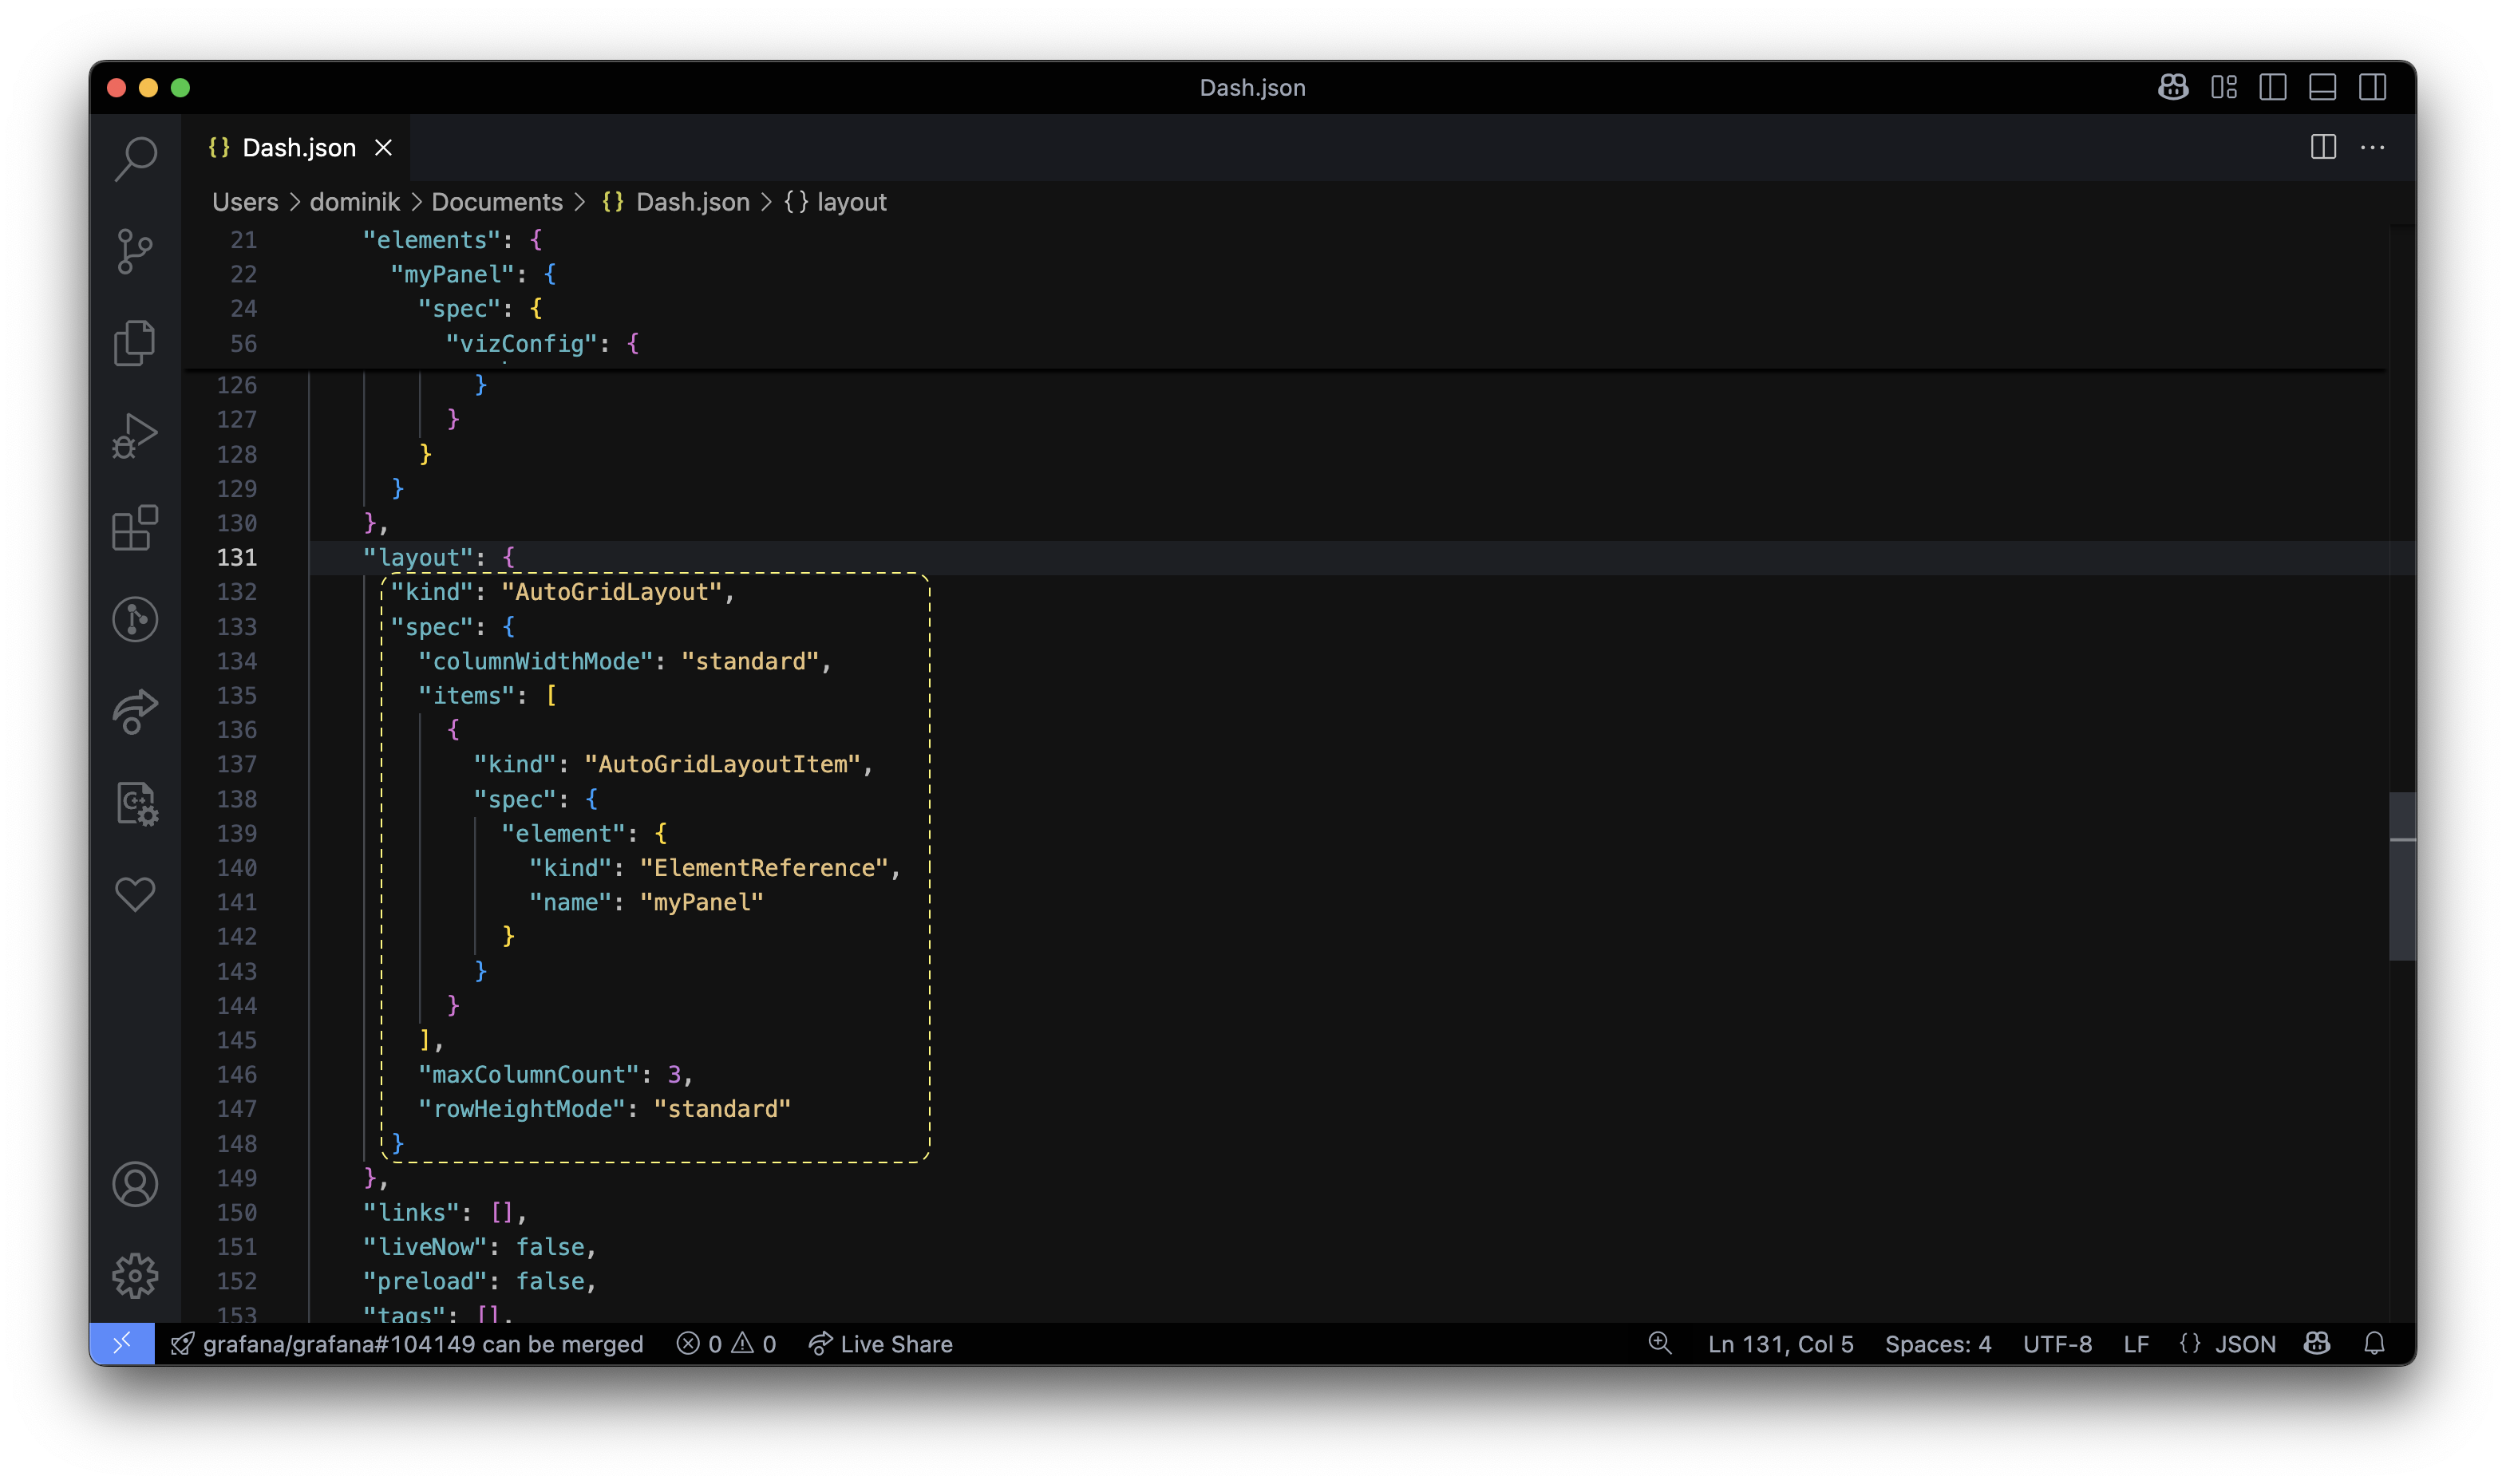 Dash.json
{} Dash.json
Users > dominik > Documents > {} Dash.json > {} layout
21 "elements": {
22 "myPanel": {
24 "spec": {
56 "vizConfig": {
126 }
127 }
128 }
129 }
130 },
131 "layout": {
132 "kind": "AutoGridLayout",
133 "spec": {
134 "columnWidthMode": "standard",
135 "items": [
136 {
137 "kind": "AutoGridLayoutItem",
138 "spec": {
139 "element": {
140 "kind": "ElementReference",
141 "name": "myPanel"
142 }
143 }
144 }
145 ],
146 "maxColumnCount": 3,
147 "rowHeightMode": "standard"
148 }
149 },
150 "links": [],
151 "liveNow": false,
152 "preload": false,
153 "tags": [],
grafana/grafana#104149 can be merged 0 0 Live Share Ln 131, Col 5 Spaces: 4 UTF-8 LF {} JSON